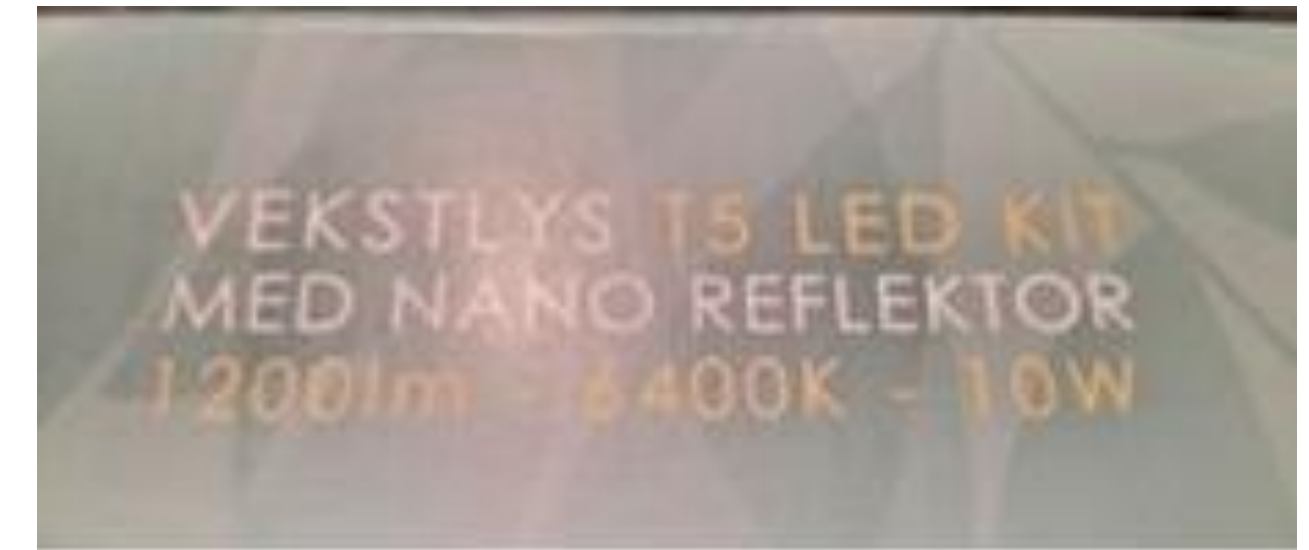 VEKSTLYS T5 LED KIT
MED NANO REFLEKTOR
1200lm - 6400K - 10W